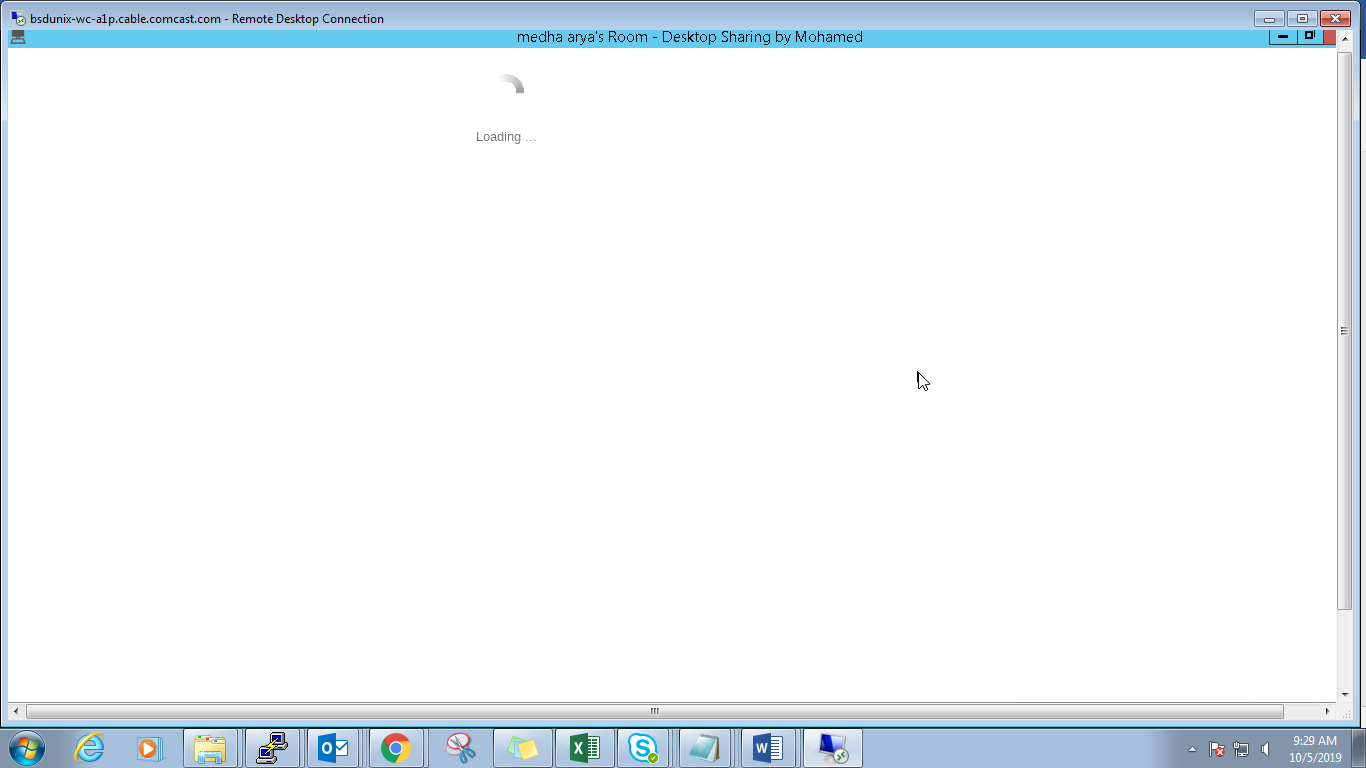 bsdunix-wc-a1p.cable.comcast.com - Remote Desktop Connection
medha arya's Room - Desktop Sharing by Mohamed
Loading ...
9:29 AM
10/5/2019